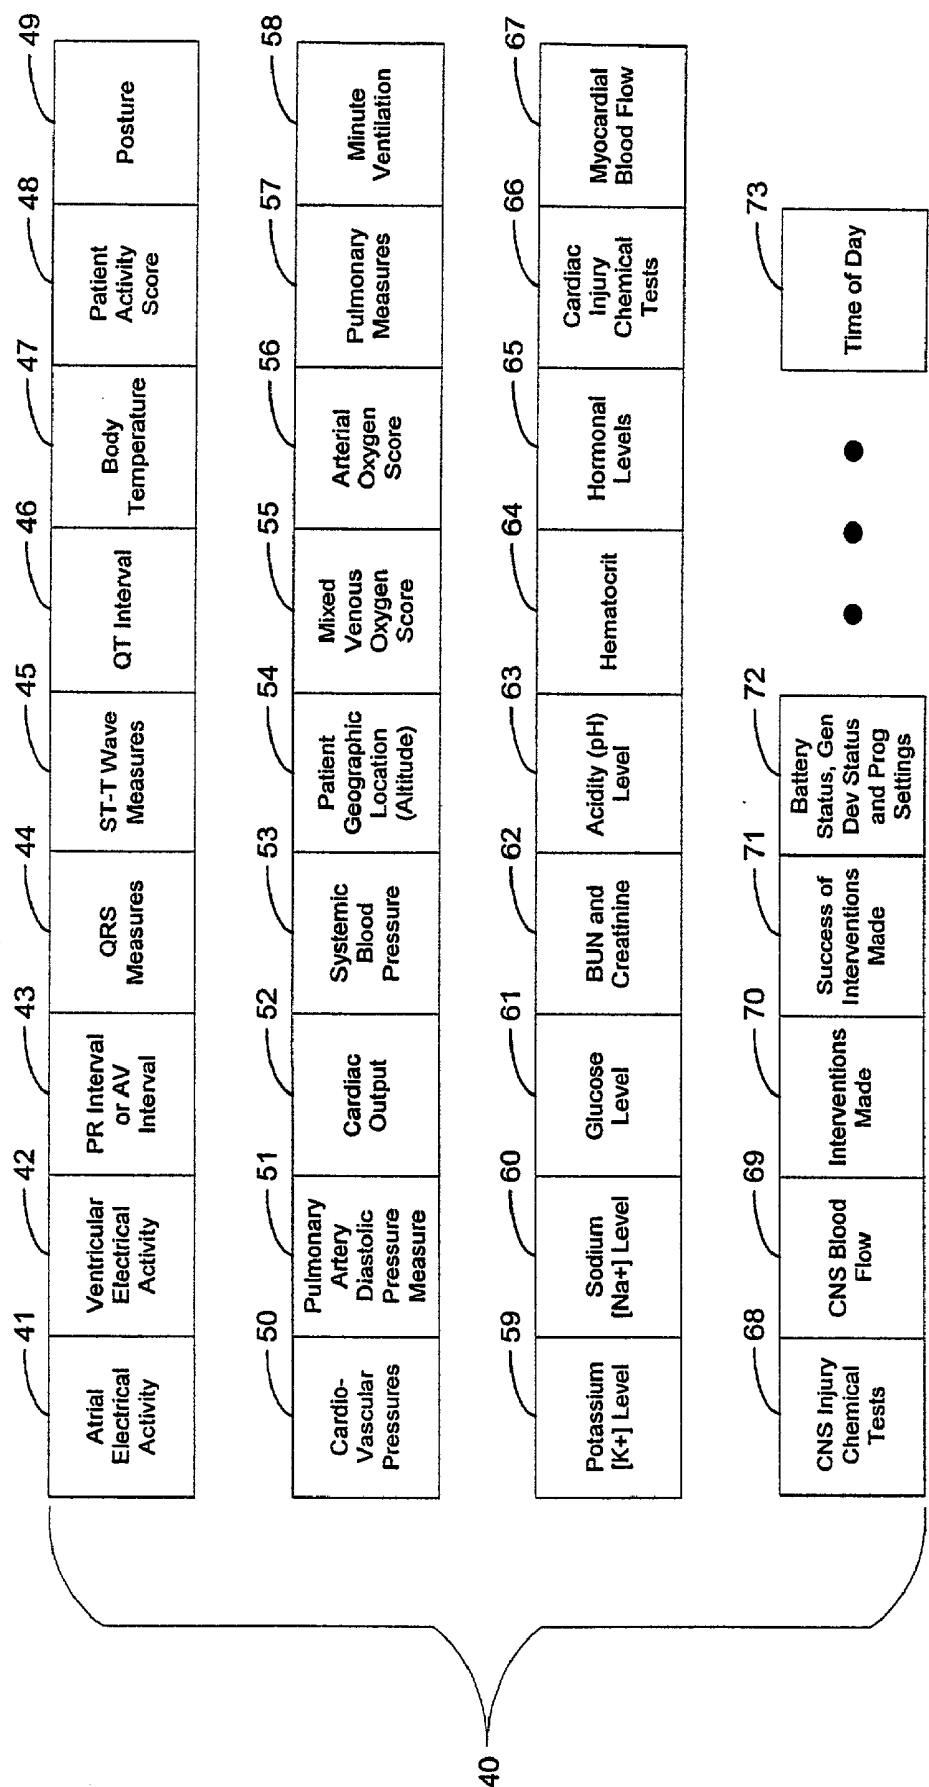 41
42
43
44
45
46
47
48
49
Atrial
Electrical
Activity
Ventricular
Electrical
Activity
PR Interval
or AV
Interval
QRS
Measures
ST-T Wave
Measures
QT Interval
Body
Temperature
Patient
Activity
Score
Posture
50
51
52
53
54
55
56
57
58
Cardio-
Vascular
Pressures
Pulmonary
Artery
Diastolic
Pressure
Measure
Cardiac
Output
Systemic
Blood
Pressure
Patient
Geographic
Location
(Altitude)
Mixed
Venous
Oxygen
Score
Arterial
Oxygen
Score
Pulmonary
Measures
Minute
Ventilation
40
59
60
61
62
63
64
65
66
67
Potassium
[K+] Level
Sodium
[Na+] Level
Glucose
Level
BUN and
Creatinine
Acidity (pH)
Level
Hematocrit
Hormonal
Levels
Cardiac
Injury
Chemical
Tests
Myocardial
Blood Flow
68
69
70
71
72
73
CNS Injury
Chemical
Tests
CNS Blood
Flow
Interventions
Made
Success of
Interventions
Made
Battery
Status, Gen
Dev Status
and Prog
Settings
Time of Day